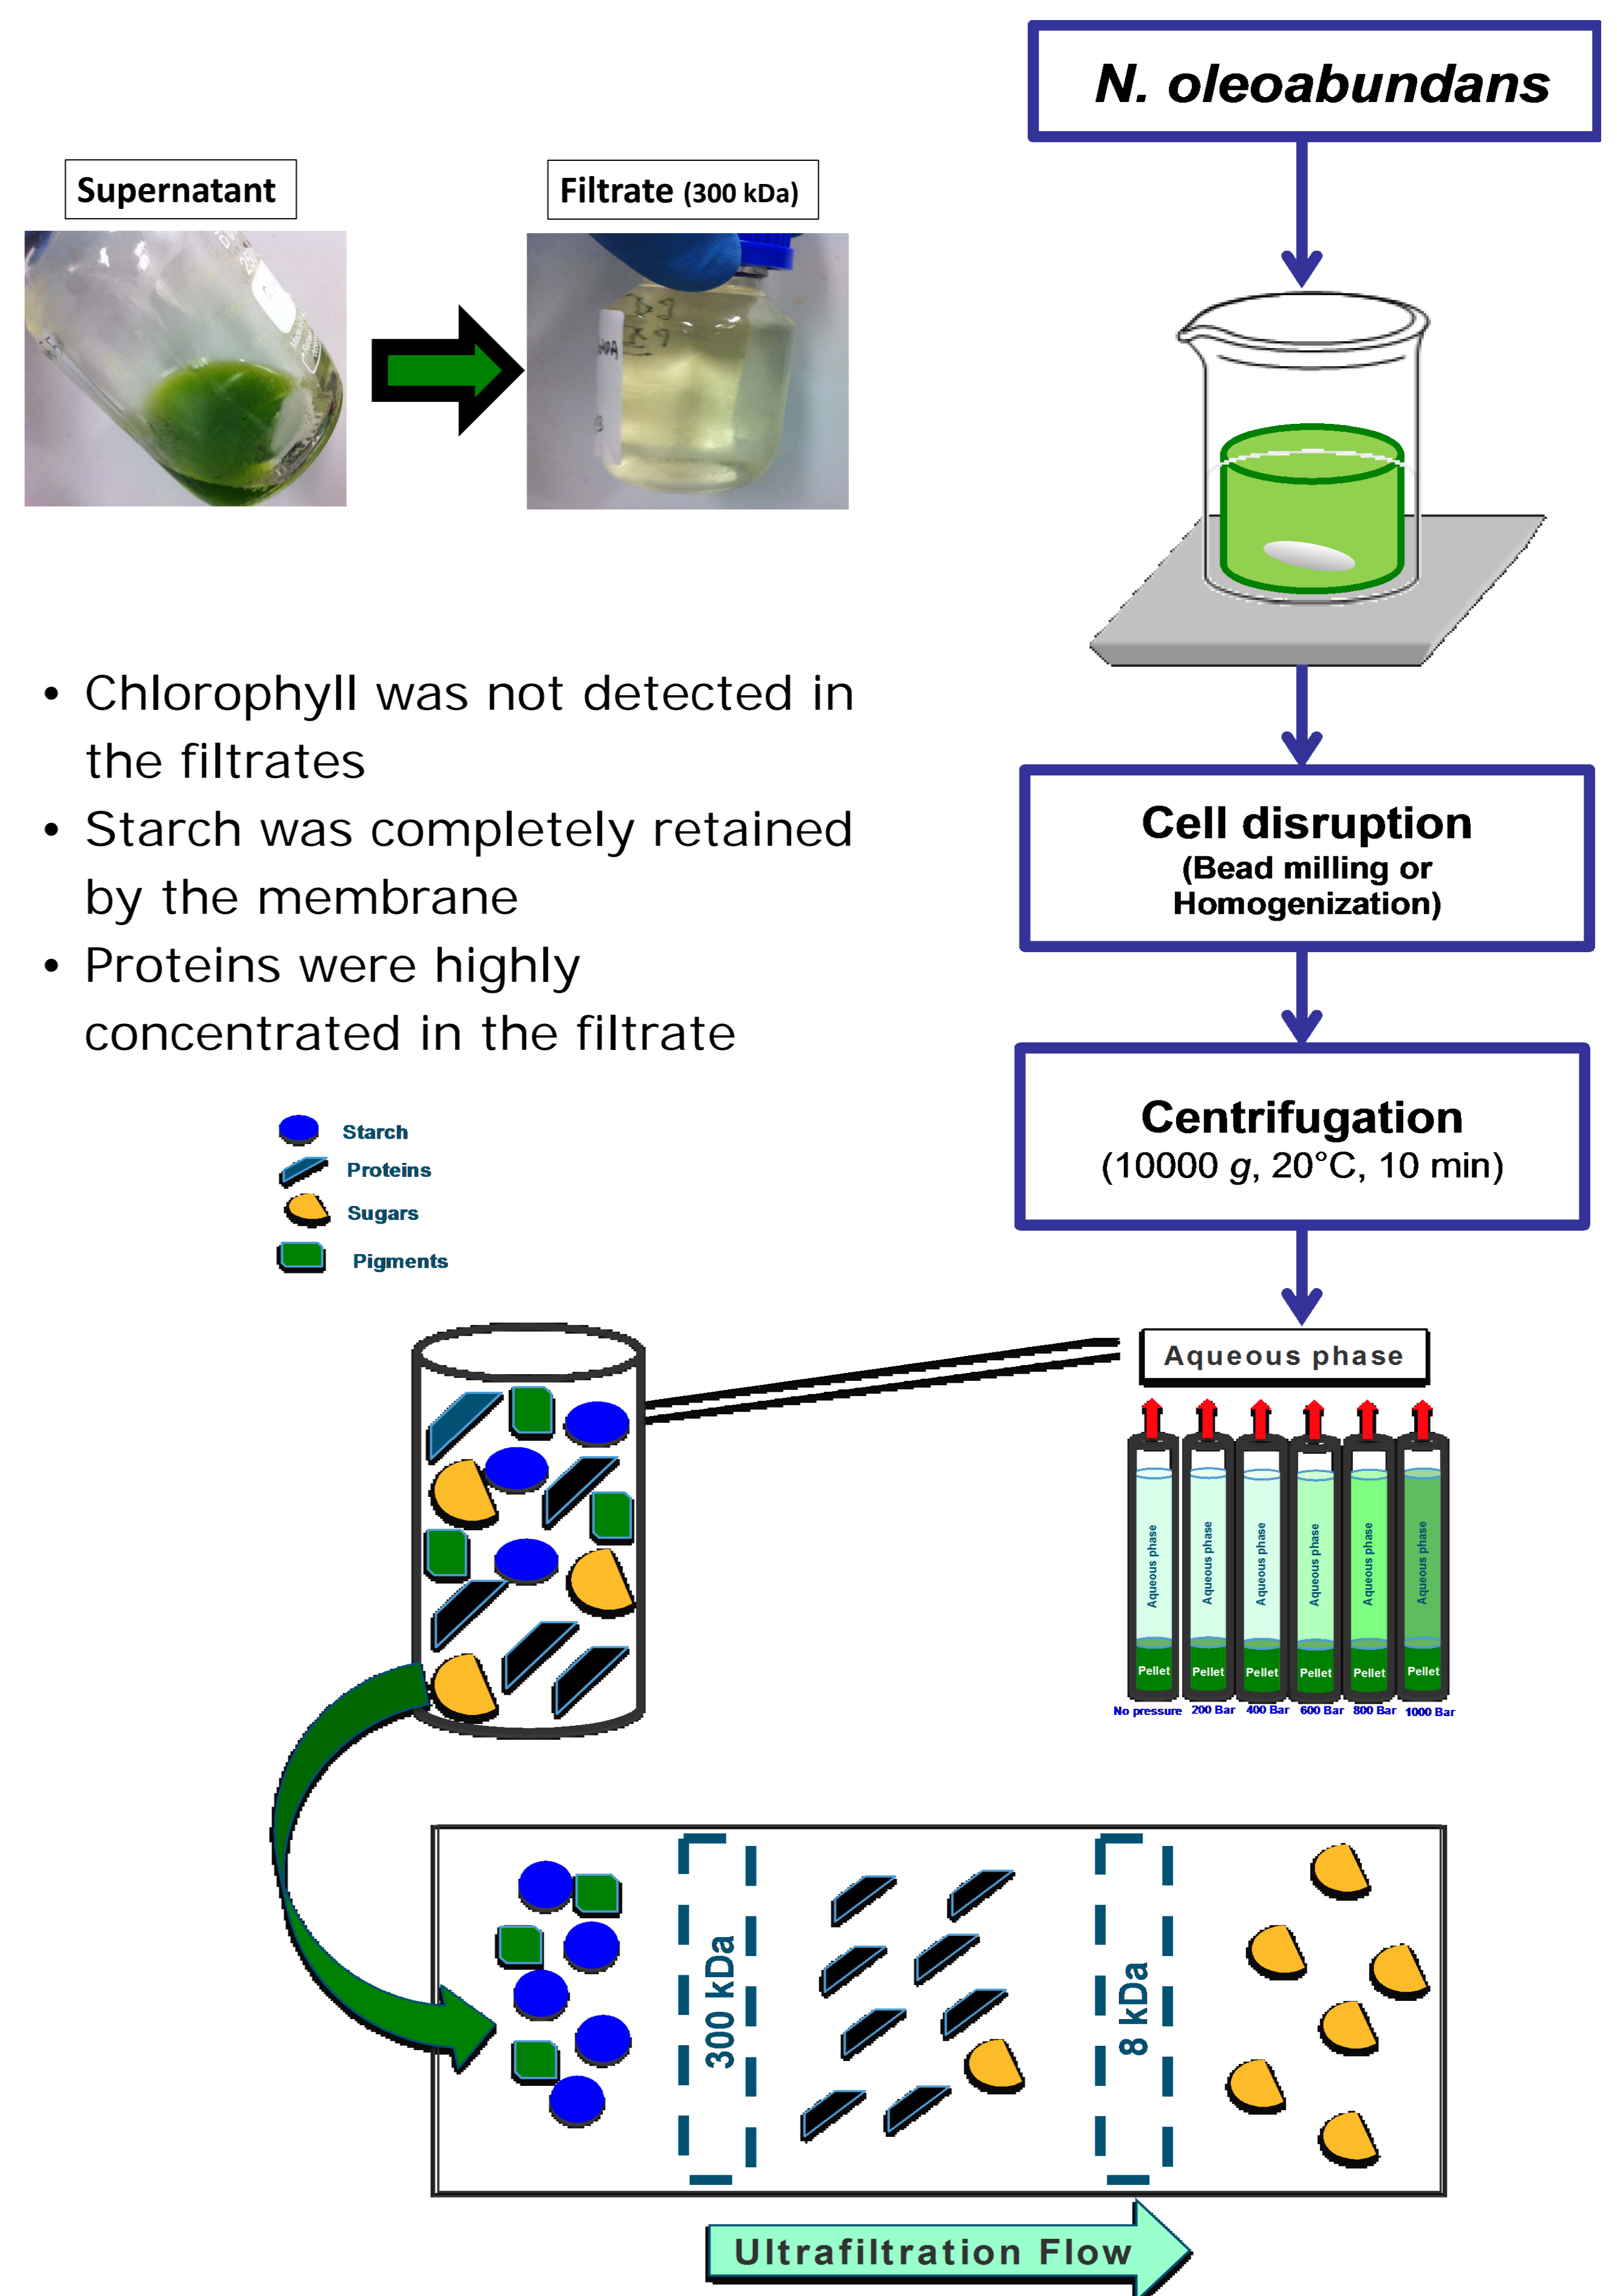 N. oleoabundans
Supernatant
Filtrate (300 kDa)
• Chlorophyll was not detected in
the filtrates
• Starch was completely retained
by the membrane
• Proteins were highly
concentrated in the filtrate
Cell disruption
(Bead milling or
Homogenization)
Centrifugation
(10000 g, 20°C, 10 min)
Starch
Proteins
Sugars
Pigments
Aqueous phase
Aqueous phase
Aqueous phase
Aqueous phase
Aqueous phase
Aqueous phase
Aqueous phase
Pellet
Pellet
Pellet
Pellet
Pellet
Pellet
No pressure
200 Bar
400 Bar
600 Bar
800 Bar
1000 Bar
300 kDa
8 kDa
Ultrafiltration Flow